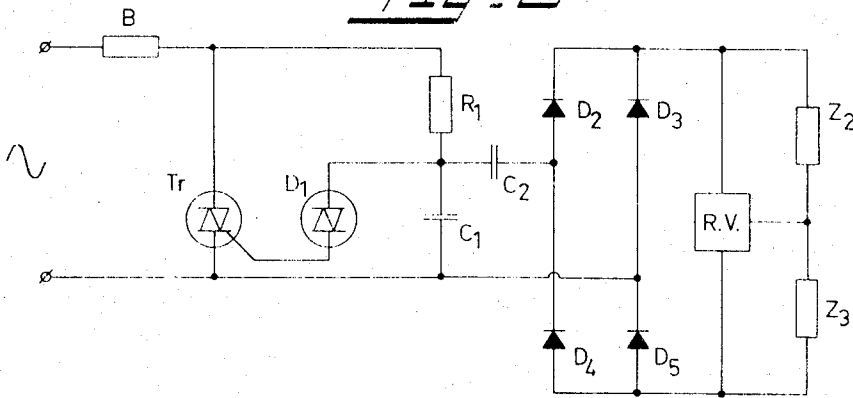 B
R₁
D₂
D₃
Z₂
Tr
D₁
C₂
R.V.
C₁
Z₃
D₄
D₅